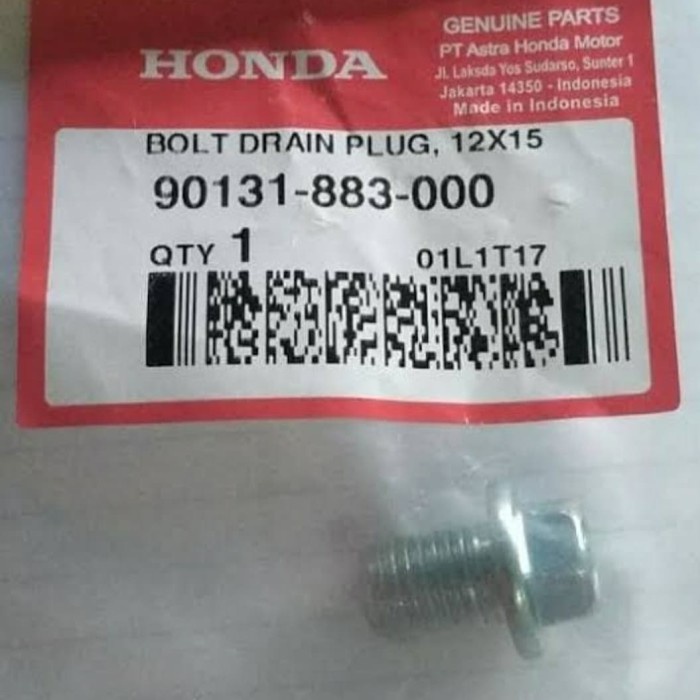 HONDA
GENUINE PARTS
PT Astra Honda Motor
Jl. Laksda Yos Sudarso, Sunter 1
Jakarta 14350 - Indonesia
Made in Indonesia
BOLT DRAIN PLUG, 12X15
90131-883-000
QTY 1 01L1T17